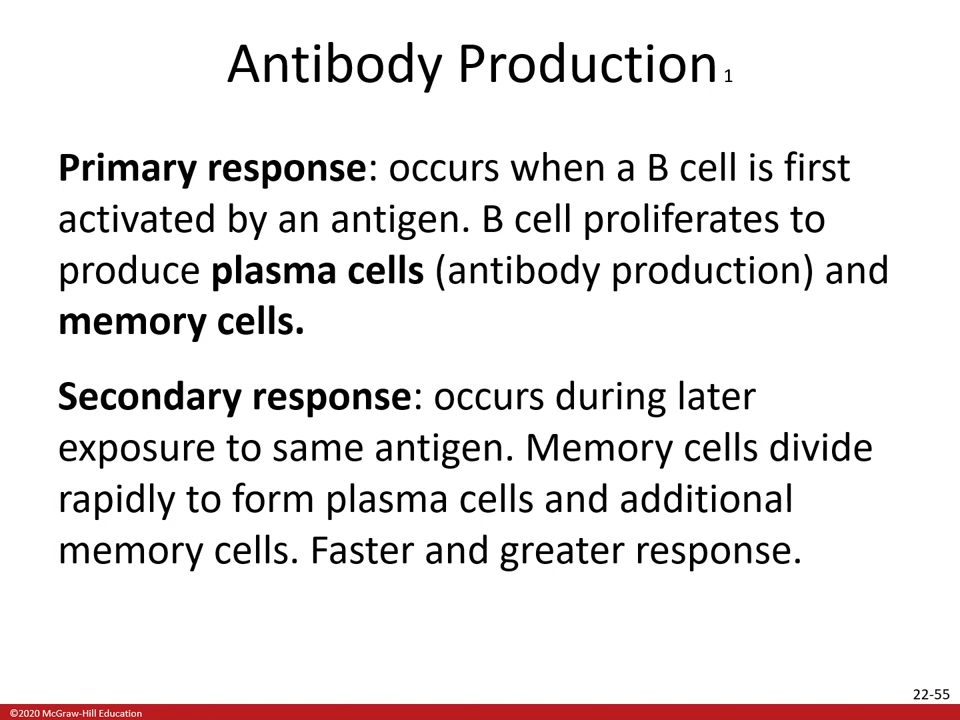 Antibody Production 1
Primary response: occurs when a B cell is first
activated by an antigen. B cell proliferates to
produce plasma cells (antibody production) and
memory cells.
Secondary response: occurs during later
exposure to same antigen. Memory cells divide
rapidly to form plasma cells and additional
memory cells. Faster and greater response.
22-55
©2020 McGraw-Hill Education